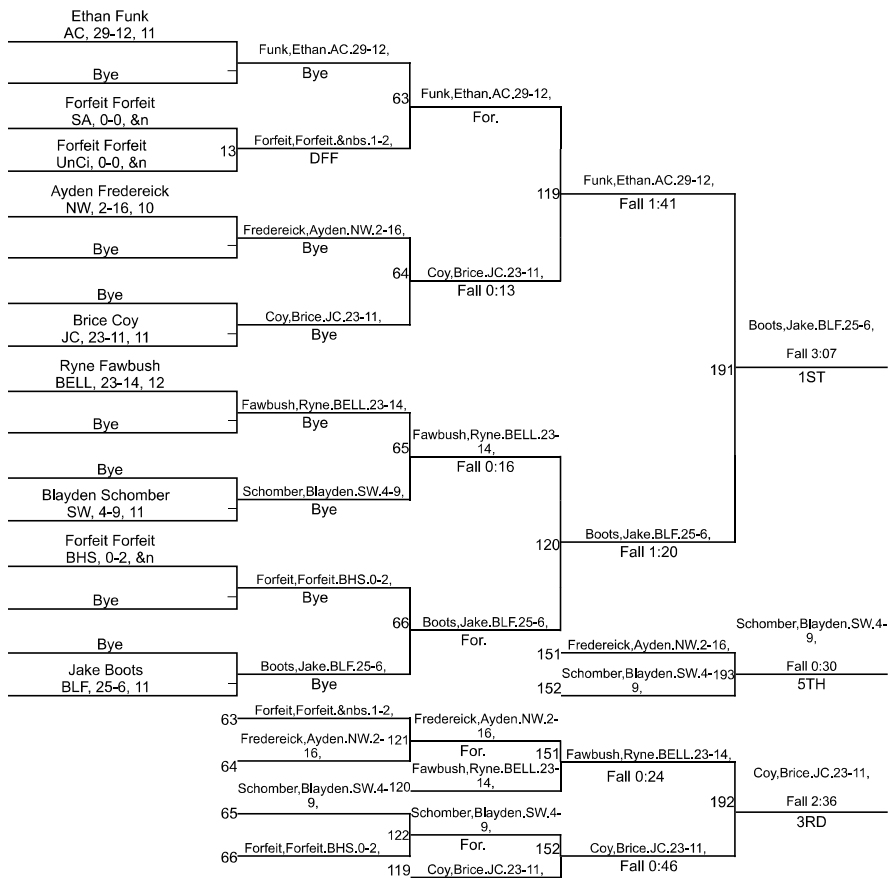 Ethan Funk
AC, 29-12, 11
Bye
Forfeit Forfeit
SA, 0-0, &n
Forfeit Forfeit
UnCi, 0-0, &n
Ayden Fredereick
NW, 2-16, 10
Bye
Bye
Brice Coy
JC, 23-11, 11
Ryne Fawbush
BELL, 23-14, 12
Bye
Bye
Blayden Schomber
SW, 4-9, 11
Forfeit Forfeit
BHS, 0-2, &n
Bye
Bye
Jake Boots
BLF, 25-6, 11
Funk,Ethan.AC.29-12,
Bye
13
Forfeit,Forfeit.&nbs.1-2,
DFF
Fredereick,Ayden.NW.2-16,
Bye
Coy,Brice.JC.23-11,
Bye
Fawbush,Ryne.BELL.23-14,
Bye
Schomber,Blayden.SW.4-9,
Bye
Forfeit,Forfeit.BHS.0-2,
Bye
Boots,Jake.BLF.25-6,
Bye
63
Funk,Ethan.AC.29-12,
For.
64
Coy,Brice.JC.23-11,
Fall 0:13
65
Fawbush,Ryne.BELL.23-
14,
Fall 0:16
66
Boots,Jake.BLF.25-6,
For.
119
Funk,Ethan.AC.29-12,
Fall 1:41
120
Boots,Jake.BLF.25-6,
Fall 1:20
191
Boots,Jake.BLF.25-6,
Fall 3:07
1ST
151
Fredereick,Ayden.NW.2-16,
152
Schomber,Blayden.SW.4-
9,
193
Schomber,Blayden.SW.4-
9,
Fall 0:30
5TH
63
Forfeit,Forfeit.&nbs.1-2,
64
Fredereick,Ayden.NW.2-
16,
65
Schomber,Blayden.SW.4-
9,
66
Forfeit,Forfeit.BHS.0-2,
121
Fredereick,Ayden.NW.2-
16,
For.
120
Fawbush,Ryne.BELL.23-
14,
122
Schomber,Blayden.SW.4-
9,
For.
119
Coy,Brice.JC.23-11,
151
Fawbush,Ryne.BELL.23-14,
Fall 0:24
152
Coy,Brice.JC.23-11,
Fall 0:46
192
Coy,Brice.JC.23-11,
Fall 2:36
3RD